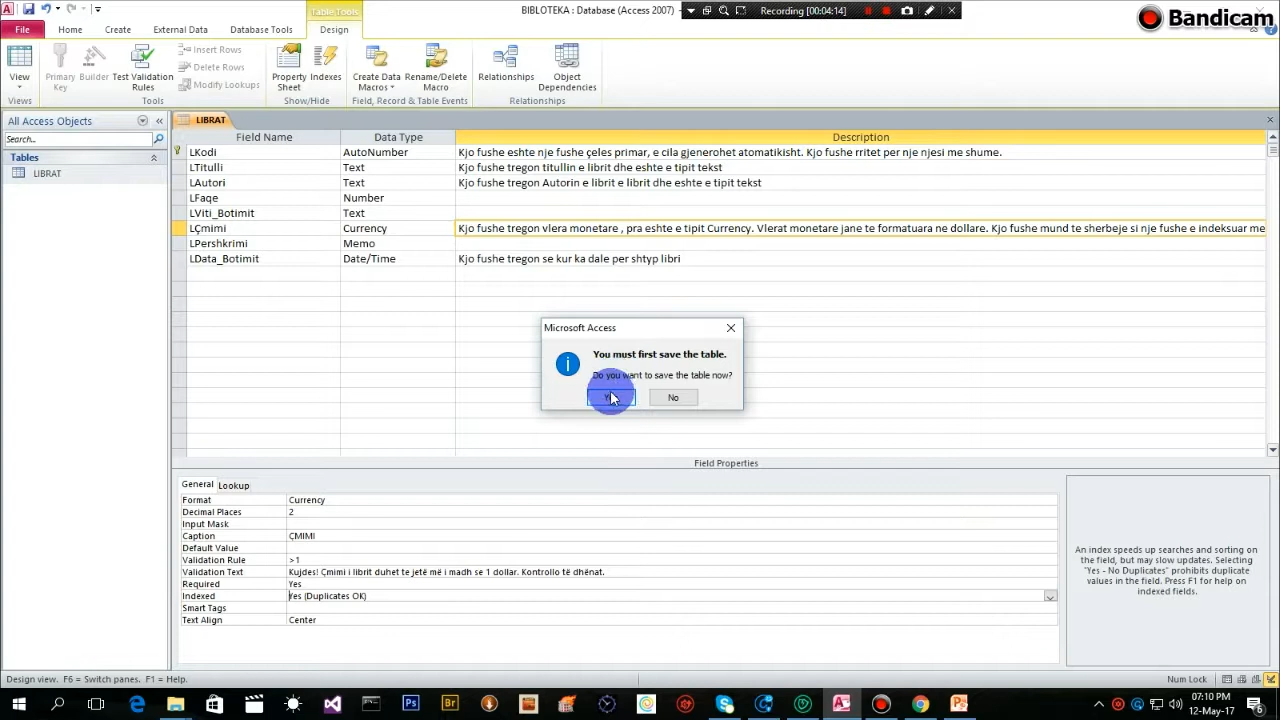 BIBLOTEKA : Database (Access 2007)
Table Tools
Recording [00:04:14]
Bandicam
File
Home
Create
External Data
Database Tools
Design
View
Primary Key
Builder
Test Validation Rules
Insert Rows
Delete Rows
Modify Lookups
Property Sheet
Indexes
Create Data Macros
Rename/Delete Macro
Relationships
Object Dependencies
Views
Tools
Show/Hide
Field, Record & Table Events
Relationships
All Access Objects
Search...
Tables
LIBRAT
LIBRAT
Field Name Data Type Description
LKodi AutoNumber Kjo fushe eshte nje fushe çeles primar, e cila gjenerohet atomatikisht. Kjo fushe rritet per nje njesi me shume.
LTitulli Text Kjo fushe tregon titullin e librit dhe eshte e tipit tekst
LAutori Text Kjo fushe tregon Autorin e librit e librit dhe eshte e tipit tekst
LFaqe Number
LViti_Botimit Text
LÇmimi Currency Kjo fushe tregon vlera monetare , pra eshte e tipit Currency. Vlerat monetare jane te formatuara ne dollare. Kjo fushe mund te sherbeje si nje fushe e indeksuar me
LPershkrimi Memo
LData_Botimit Date/Time Kjo fushe tregon se kur ka dale per shtyp libri
Microsoft Access
You must first save the table.
Do you want to save the table now?
No
Field Properties
General
Lookup
Format Currency
Decimal Places 2
Input Mask
Caption ÇMIMI
Default Value
Validation Rule >1
Validation Text Kujdes! Çmimi i librit duhet te jetë më i madh se 1 dollar. Kontrollo të dhënat.
Required Yes
Indexed Yes (Duplicates OK)
Smart Tags
Text Align Center
An index speeds up searches and sorting on
the field, but may slow updates. Selecting
"Yes - No Duplicates" prohibits duplicate
values in the field. Press F1 for help on
indexed fields.
Design view. F6 = Switch panes. F1 = Help.
Num Lock
07:10 PM
12-May-17